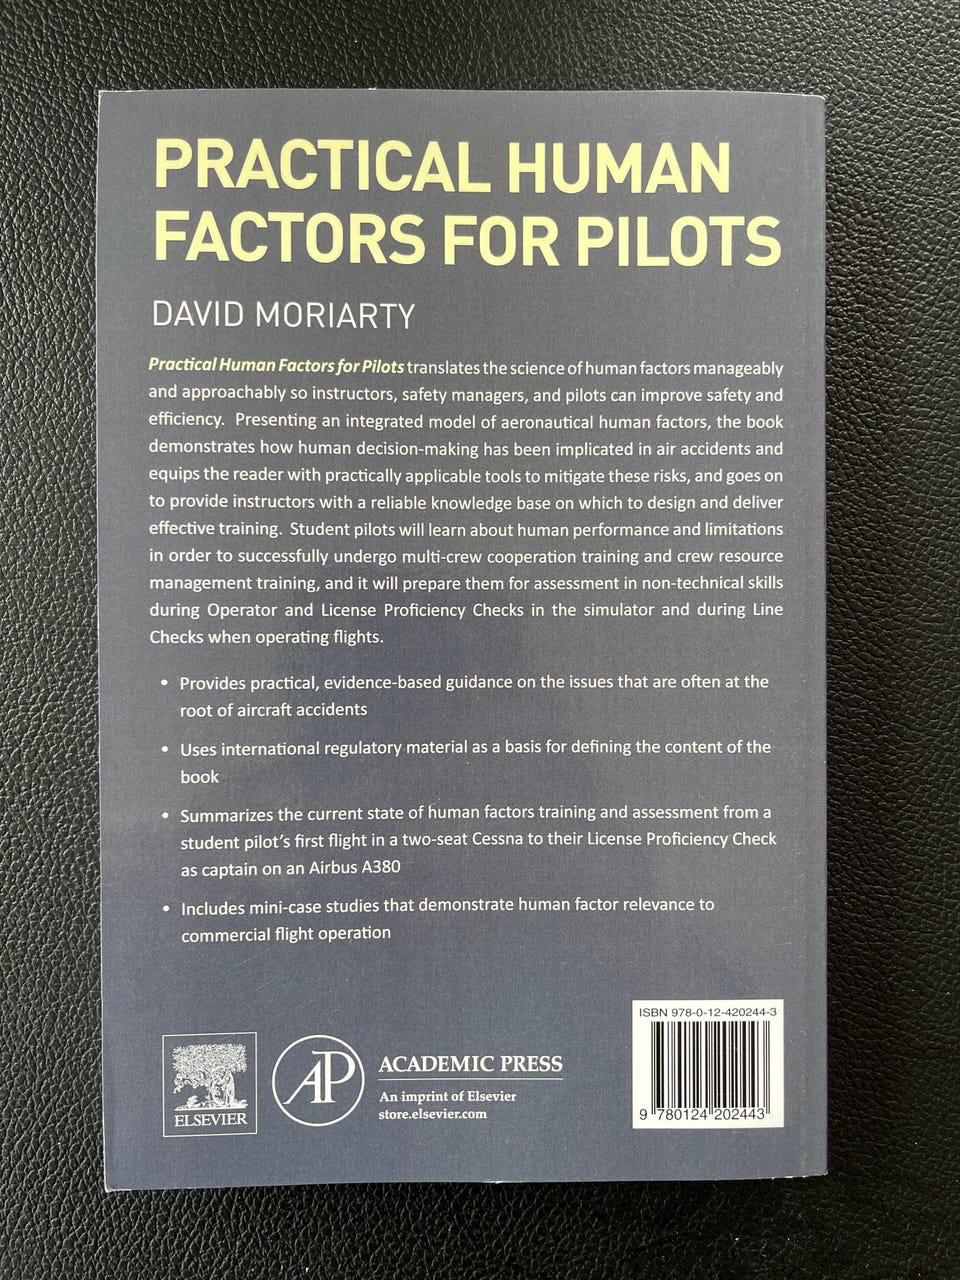 PRACTICAL HUMAN
FACTORS FOR PILOTS
DAVID MORIARTY
Practical Human Factors for Pilots translates the science of human factors manageably
and approachably so instructors, safety managers, and pilots can improve safety and
efficiency. Presenting an integrated model of aeronautical human factors, the book
demonstrates how human decision-making has been implicated in air accidents and
equips the reader with practically applicable tools to mitigate these risks, and goes on
to provide instructors with a reliable knowledge base on which to design and deliver
effective training. Student pilots will learn about human performance and limitations
in order to successfully undergo multi-crew cooperation training and crew resource
management training, and it will prepare them for assessment in non-technical skills
during Operator and License Proficiency Checks in the simulator and during Line
Checks when operating flights.
• Provides practical, evidence-based guidance on the issues that are often at the
root of aircraft accidents
• Uses international regulatory material as a basis for defining the content of the
book
• Summarizes the current state of human factors training and assessment from a
student pilot's first flight in a two-seat Cessna to their License Proficiency Check
as captain on an Airbus A380
• Includes mini-case studies that demonstrate human factor relevance to
commercial flight operation
ELSEVIER
AP
ACADEMIC PRESS
An imprint of Elsevier
store.elsevier.com
ISBN 978-0-12-420244-3
9 780124 202443